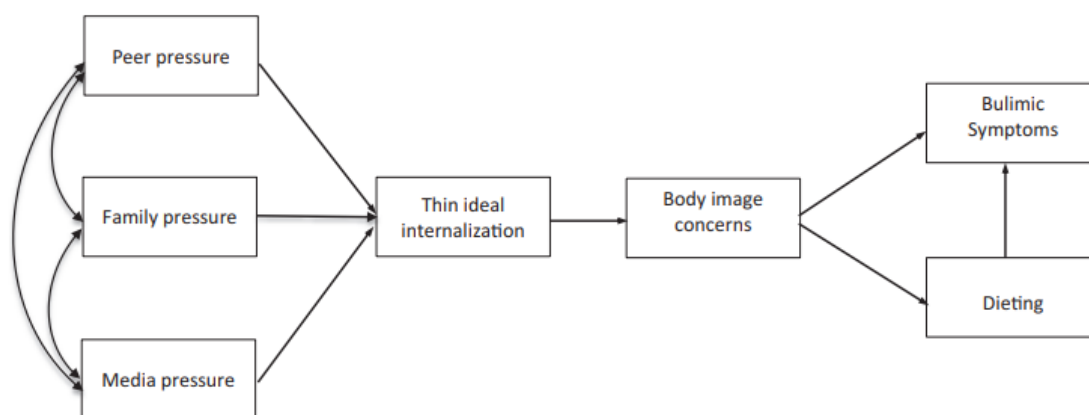 Peer pressure
Family pressure
Media pressure
Thin ideal
internalization
Body image
concerns
Bulimic
Symptoms
Dieting